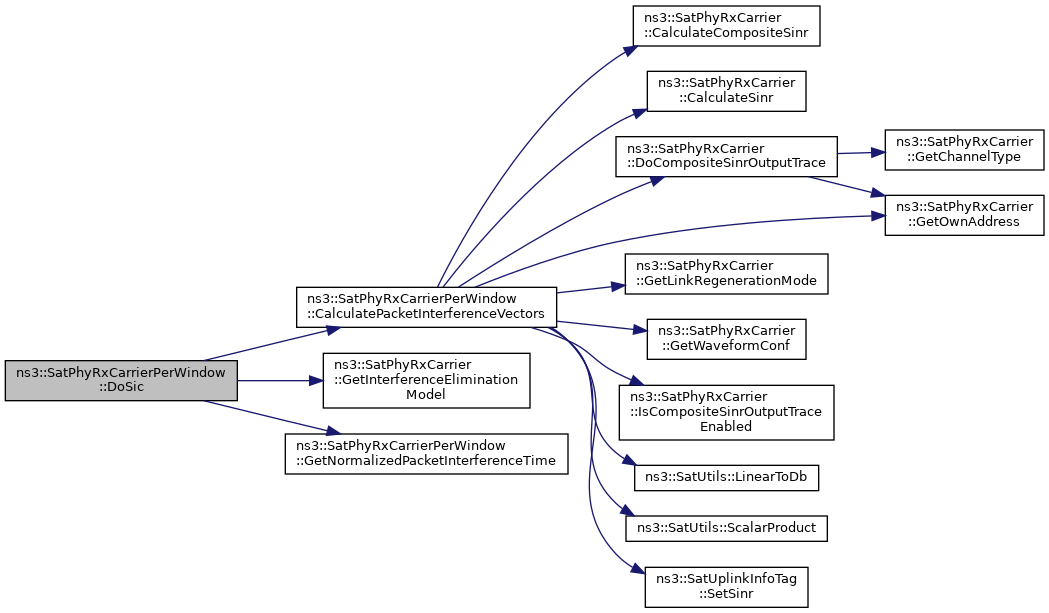 ns3::SatPhyRxCarrier
::CalculateCompositeSinr
ns3::SatPhyRxCarrier
::CalculateSinr
ns3::SatPhyRxCarrier
::DoCompositeSinrOutputTrace
ns3::SatPhyRxCarrier
::GetChannelType
ns3::SatPhyRxCarrier
::GetOwnAddress
ns3::SatPhyRxCarrier
::GetLinkRegenerationMode
ns3::SatPhyRxCarrierPerWindow
::CalculatePacketInterferenceVectors
ns3::SatPhyRxCarrier
::GetWaveformConf
ns3::SatPhyRxCarrierPerWindow
::DoSic
ns3::SatPhyRxCarrier
::GetInterferenceElimination
Model
ns3::SatPhyRxCarrier
::IsCompositeSinrOutputTrace
Enabled
ns3::SatPhyRxCarrierPerWindow
::GetNormalizedPacketInterferenceTime
ns3::SatUtils::LinearToDb
ns3::SatUtils::ScalarProduct
ns3::SatUplinkInfoTag
::SetSinr